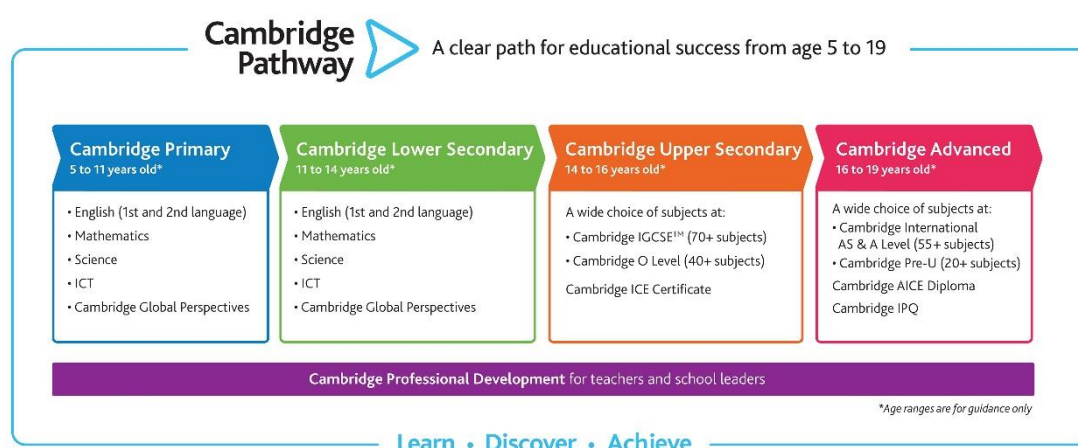 Cambridge
Pathway
A clear path for educational success from age 5 to 19
Cambridge Primary
5 to 11 years old*
• English (1st and 2nd language)
• Mathematics
• Science
• ICT
• Cambridge Global Perspectives
Cambridge Lower Secondary
11 to 14 years old*
• English (1st and 2nd language)
• Mathematics
• Science
• ICT
• Cambridge Global Perspectives
Cambridge Upper Secondary
14 to 16 years old*
A wide choice of subjects at:
• Cambridge IGCSE™ (70+ subjects)
• Cambridge O Level (40+ subjects)
Cambridge ICE Certificate
Cambridge Advanced
16 to 19 years old*
A wide choice of subjects at:
• Cambridge International
AS & A Level (55+ subjects)
• Cambridge Pre-U (20+ subjects)
Cambridge AICE Diploma
Cambridge IPQ
Cambridge Professional Development for teachers and school leaders
*Age ranges are for guidance only
Learn • Discover • Achieve